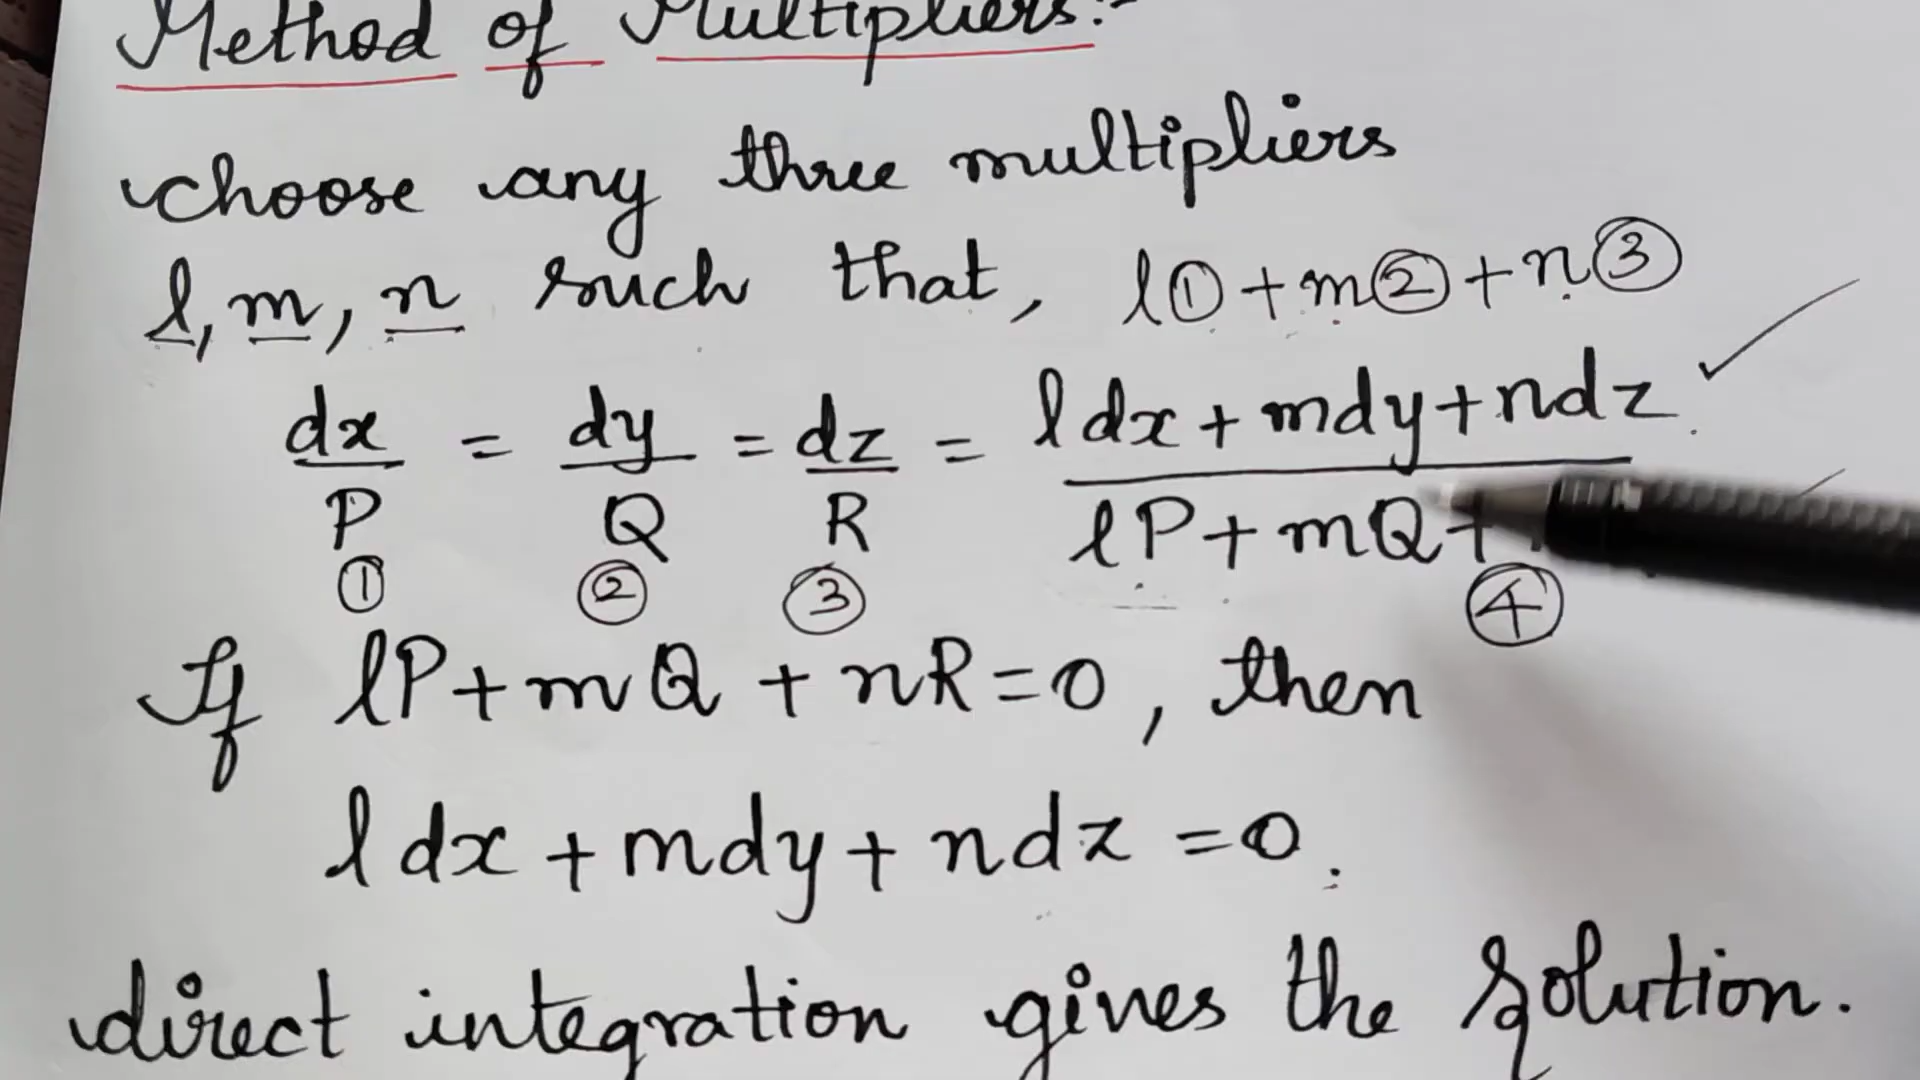 Method of Multipliers:-
choose any three multipliers
l, m, n such that, l①+m②+n③
dx/P = dy/Q = dz/R = ldx+mdy+ndz/lP+mQ+
① ② ③ ④
If lP+mQ+nR=0, then
ldx+mdy+ndz=0.
direct integration gives the solution.